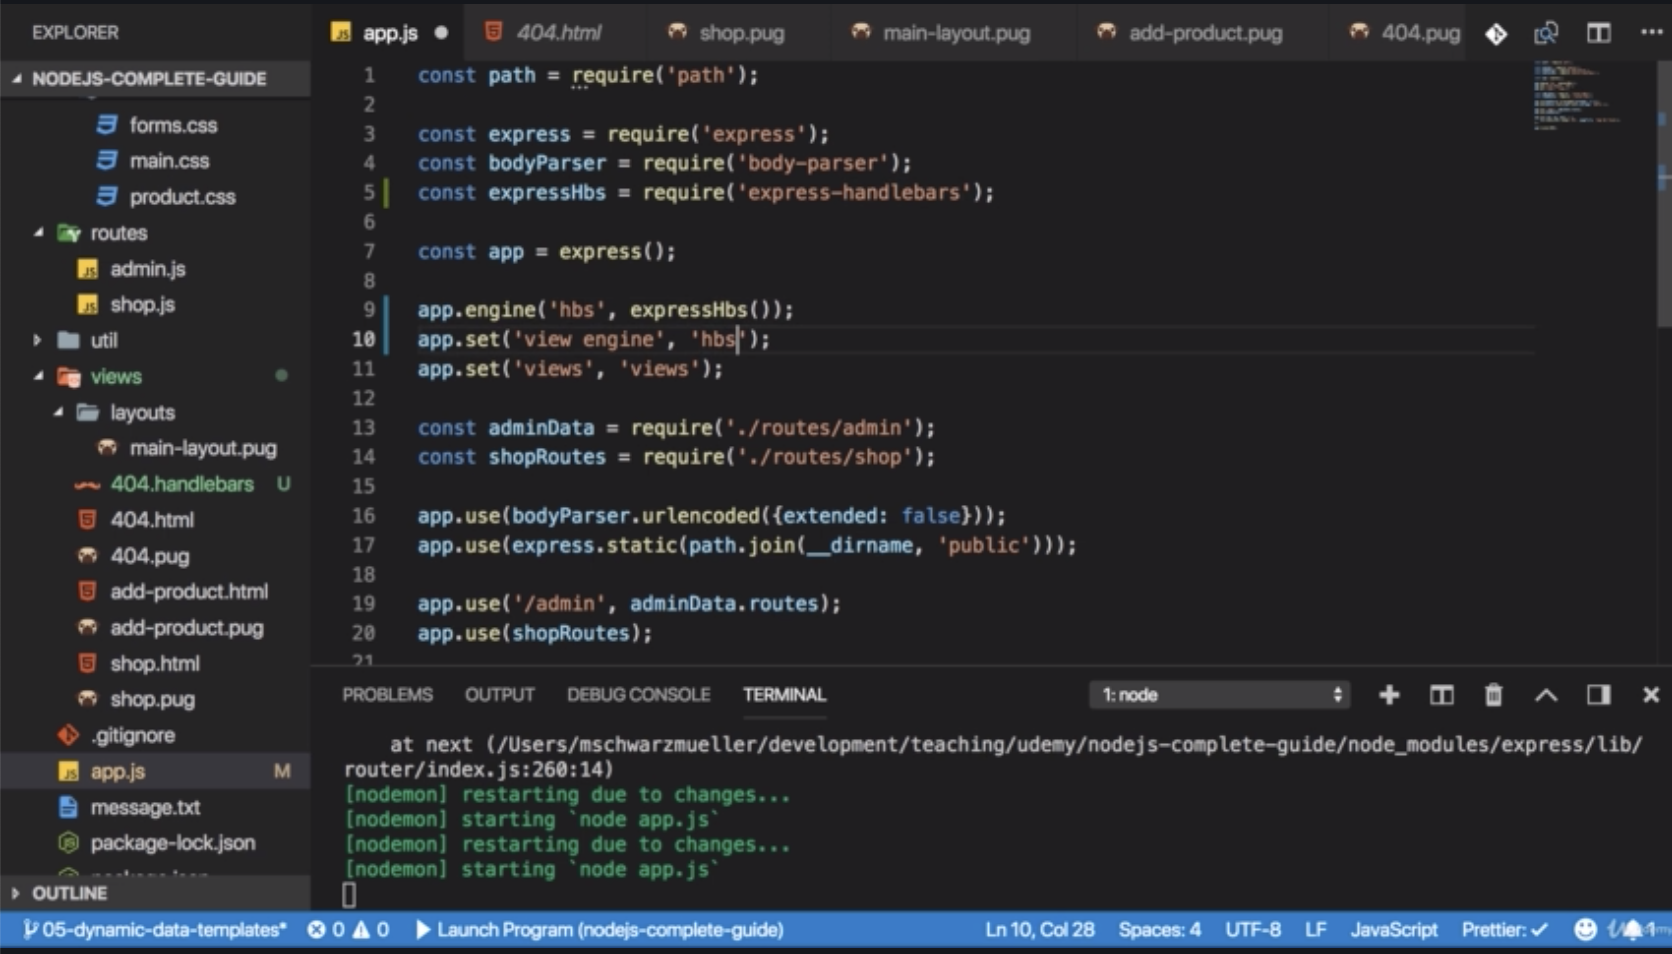 EXPLORER
NODEJS-COMPLETE-GUIDE
forms.css
main.css
product.css
routes
admin.js
shop.js
util
views
layouts
main-layout.pug
404.handlebars U
404.html
404.pug
add-product.html
add-product.pug
shop.html
shop.pug
.gitignore
app.js M
message.txt
package-lock.json
OUTLINE
app.js 404.html shop.pug main-layout.pug add-product.pug 404.pug
1 const path = require('path');
2
3 const express = require('express');
4 const bodyParser = require('body-parser');
5 const expressHbs = require('express-handlebars');
6
7 const app = express();
8
9 app.engine('hbs', expressHbs());
10 app.set('view engine', 'hbs');
11 app.set('views', 'views');
12
13 const adminData = require('./routes/admin');
14 const shopRoutes = require('./routes/shop');
15
16 app.use(bodyParser.urlencoded({extended: false}));
17 app.use(express.static(path.join(__dirname, 'public')));
18
19 app.use('/admin', adminData.routes);
20 app.use(shopRoutes);
21
PROBLEMS OUTPUT DEBUG CONSOLE TERMINAL 1: node
at next (/Users/mschwarzmueller/development/teaching/udemy/nodejs-complete-guide/node_modules/express/lib/
router/index.js:260:14)
[nodemon] restarting due to changes...
[nodemon] starting `node app.js`
[nodemon] restarting due to changes...
[nodemon] starting `node app.js`
05-dynamic-data-templates* 0 0 Launch Program (nodejs-complete-guide) Ln 10, Col 28 Spaces: 4 UTF-8 LF JavaScript Prettier: ✓ 1